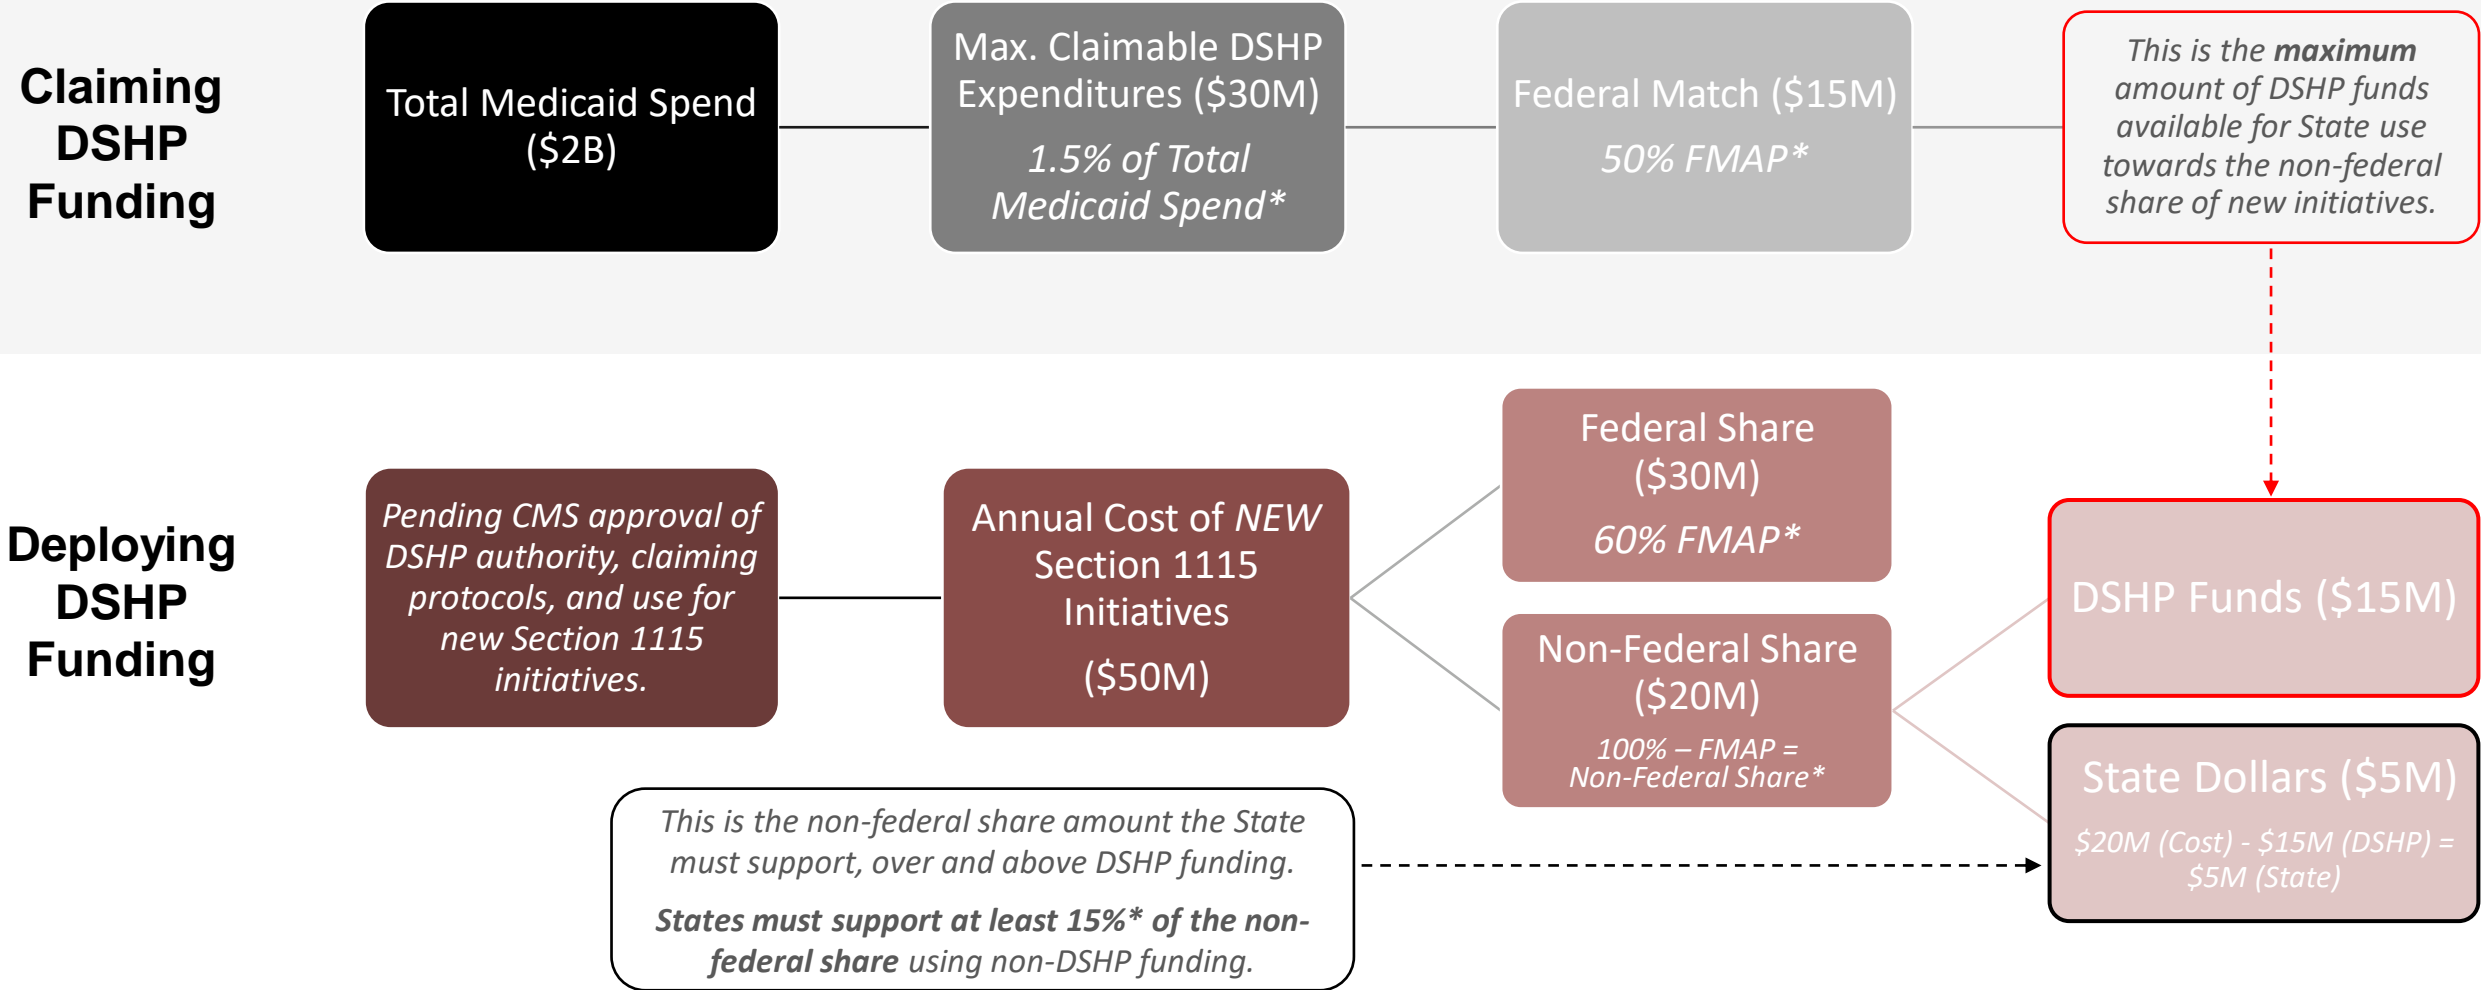 Claiming
DSHP
Funding
Total Medicaid Spend
($2B)
Max. Claimable DSHP
Expenditures ($30M)
1.5% of Total
Medicaid Spend*
Federal Match ($15M)
50% FMAP*
This is the maximum
amount of DSHP funds
available for State use
towards the non-federal
share of new initiatives.
Deploying
DSHP
Funding
Pending CMS approval of
DSHP authority, claiming
protocols, and use for
new Section 1115
initiatives.
Annual Cost of NEW
Section 1115
Initiatives
($50M)
Federal Share
($30M)
60% FMAP*
Non-Federal Share
($20M)
100% – FMAP =
Non-Federal Share*
DSHP Funds ($15M)
State Dollars ($5M)
$20M (Cost) - $15M (DSHP) =
$5M (State)
This is the non-federal share amount the State
must support, over and above DSHP funding.
States must support at least 15%* of the non-
federal share using non-DSHP funding.